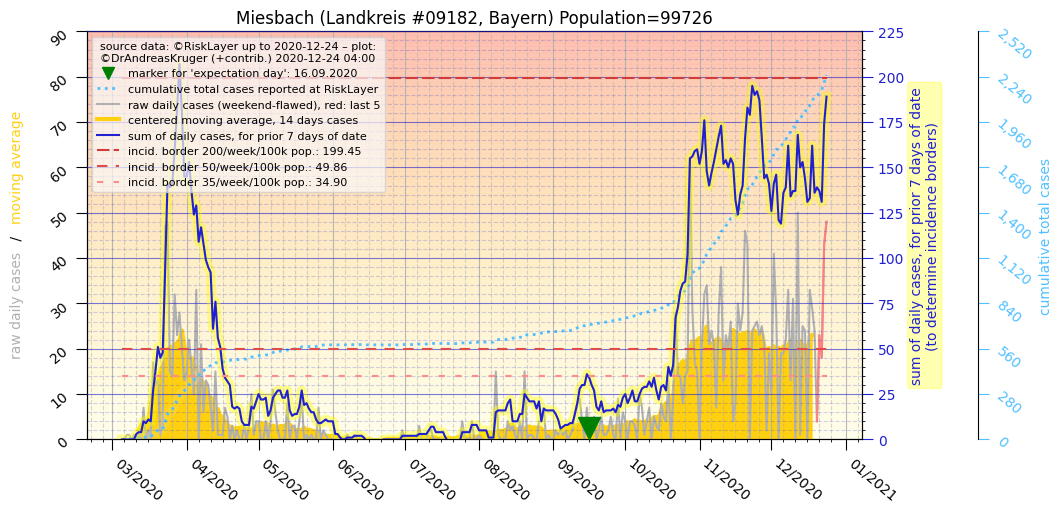 Miesbach (Landkreis #09182, Bayern) Population=99726
source data: ©RiskLayer up to 2020-12-24 – plot:
©DrAndreasKruger (+contrib.) 2020-12-24 04:00
marker for 'expectation day': 16.09.2020
cumulative total cases reported at RiskLayer
raw daily cases (weekend-flawed), red: last 5
centered moving average, 14 days cases
sum of daily cases, for prior 7 days of date
incid. border 200/week/100k pop.: 199.45
incid. border 50/week/100k pop.: 49.86
incid. border 35/week/100k pop.: 34.90
raw daily cases / moving average
90
80
70
60
50
40
30
20
10
0
225
200
175
150
125
100
75
50
25
0
sum of daily cases, for prior 7 days of date
(to determine incidence borders)
2,520
2,240
1,960
1,680
1,400
1,120
840
560
280
0
cumulative total cases
03/2020
04/2020
05/2020
06/2020
07/2020
08/2020
09/2020
10/2020
11/2020
12/2020
01/2021